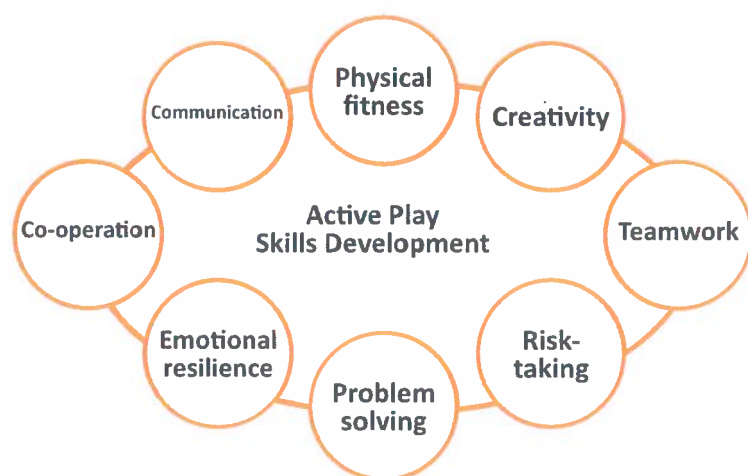 Physical
fitness
Communication
Creativity
Co-operation
Active Play
Skills Development
Teamwork
Emotional
resilience
Risk-
taking
Problem
solving